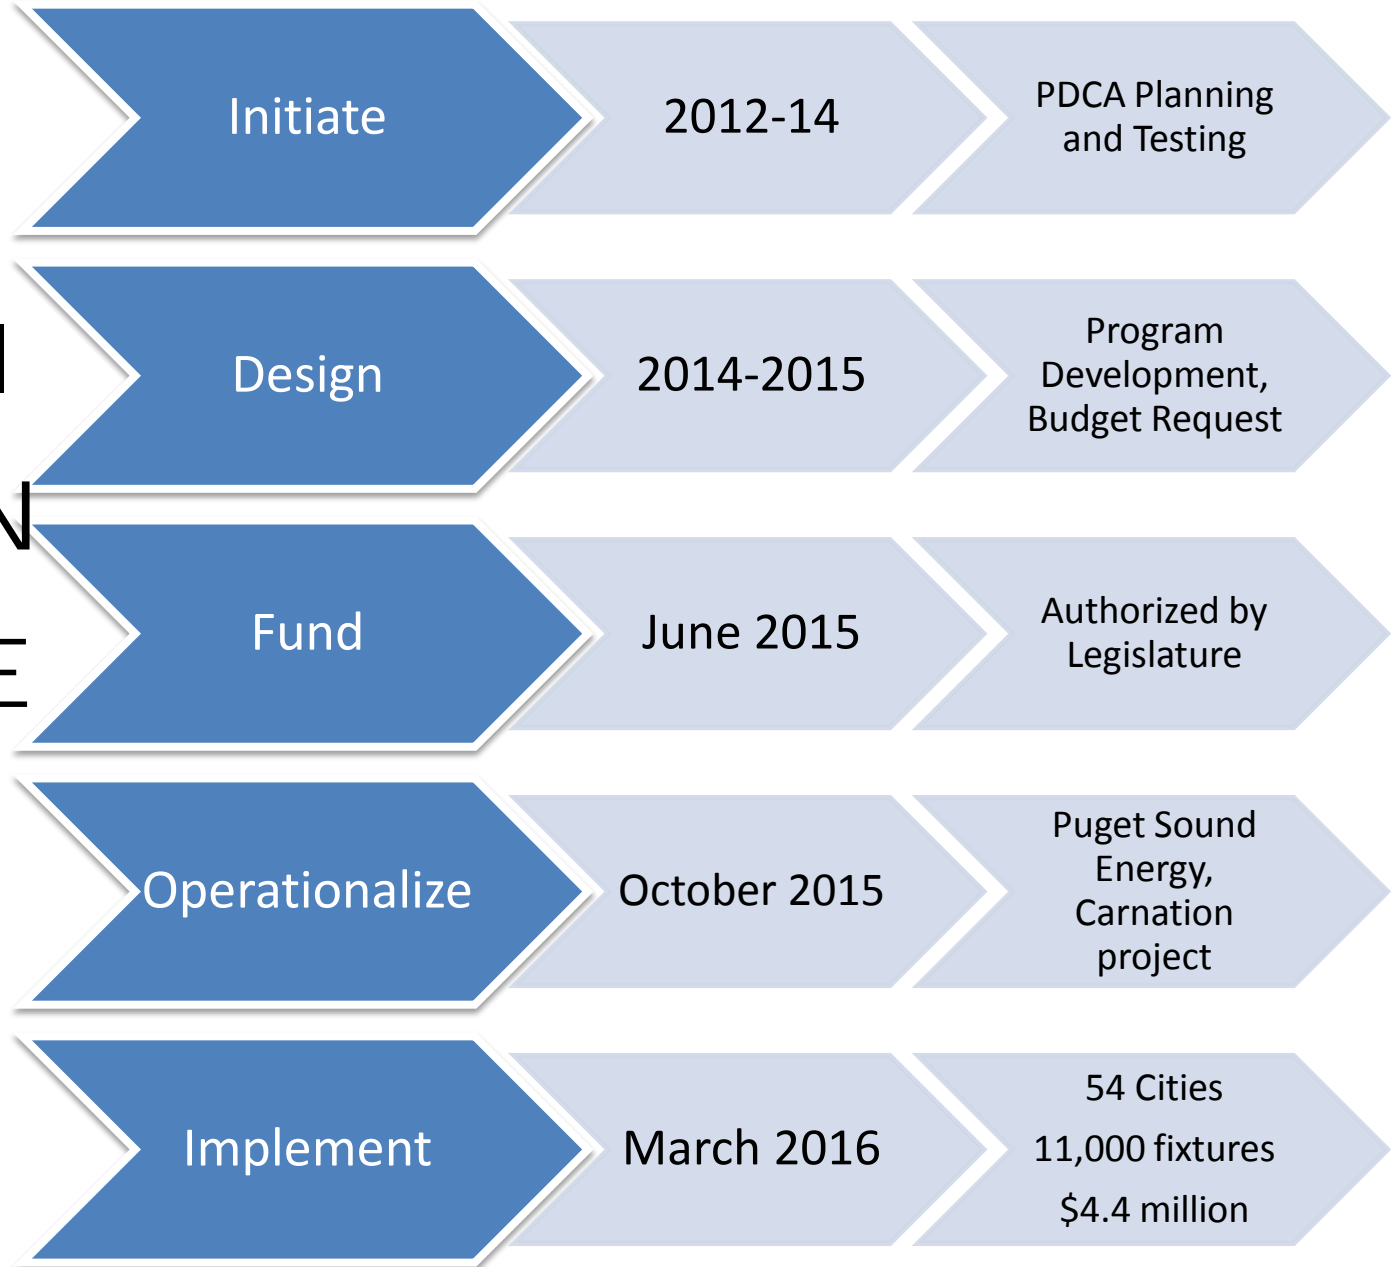 Initiate
2012-14
PDCA Planning
and Testing
Design
2014-2015
Program
Development,
Budget Request
Fund
June 2015
Authorized by
Legislature
Operationalize
October 2015
Puget Sound
Energy,
Carnation
project
Implement
March 2016
54 Cities
11,000 fixtures
$4.4 million